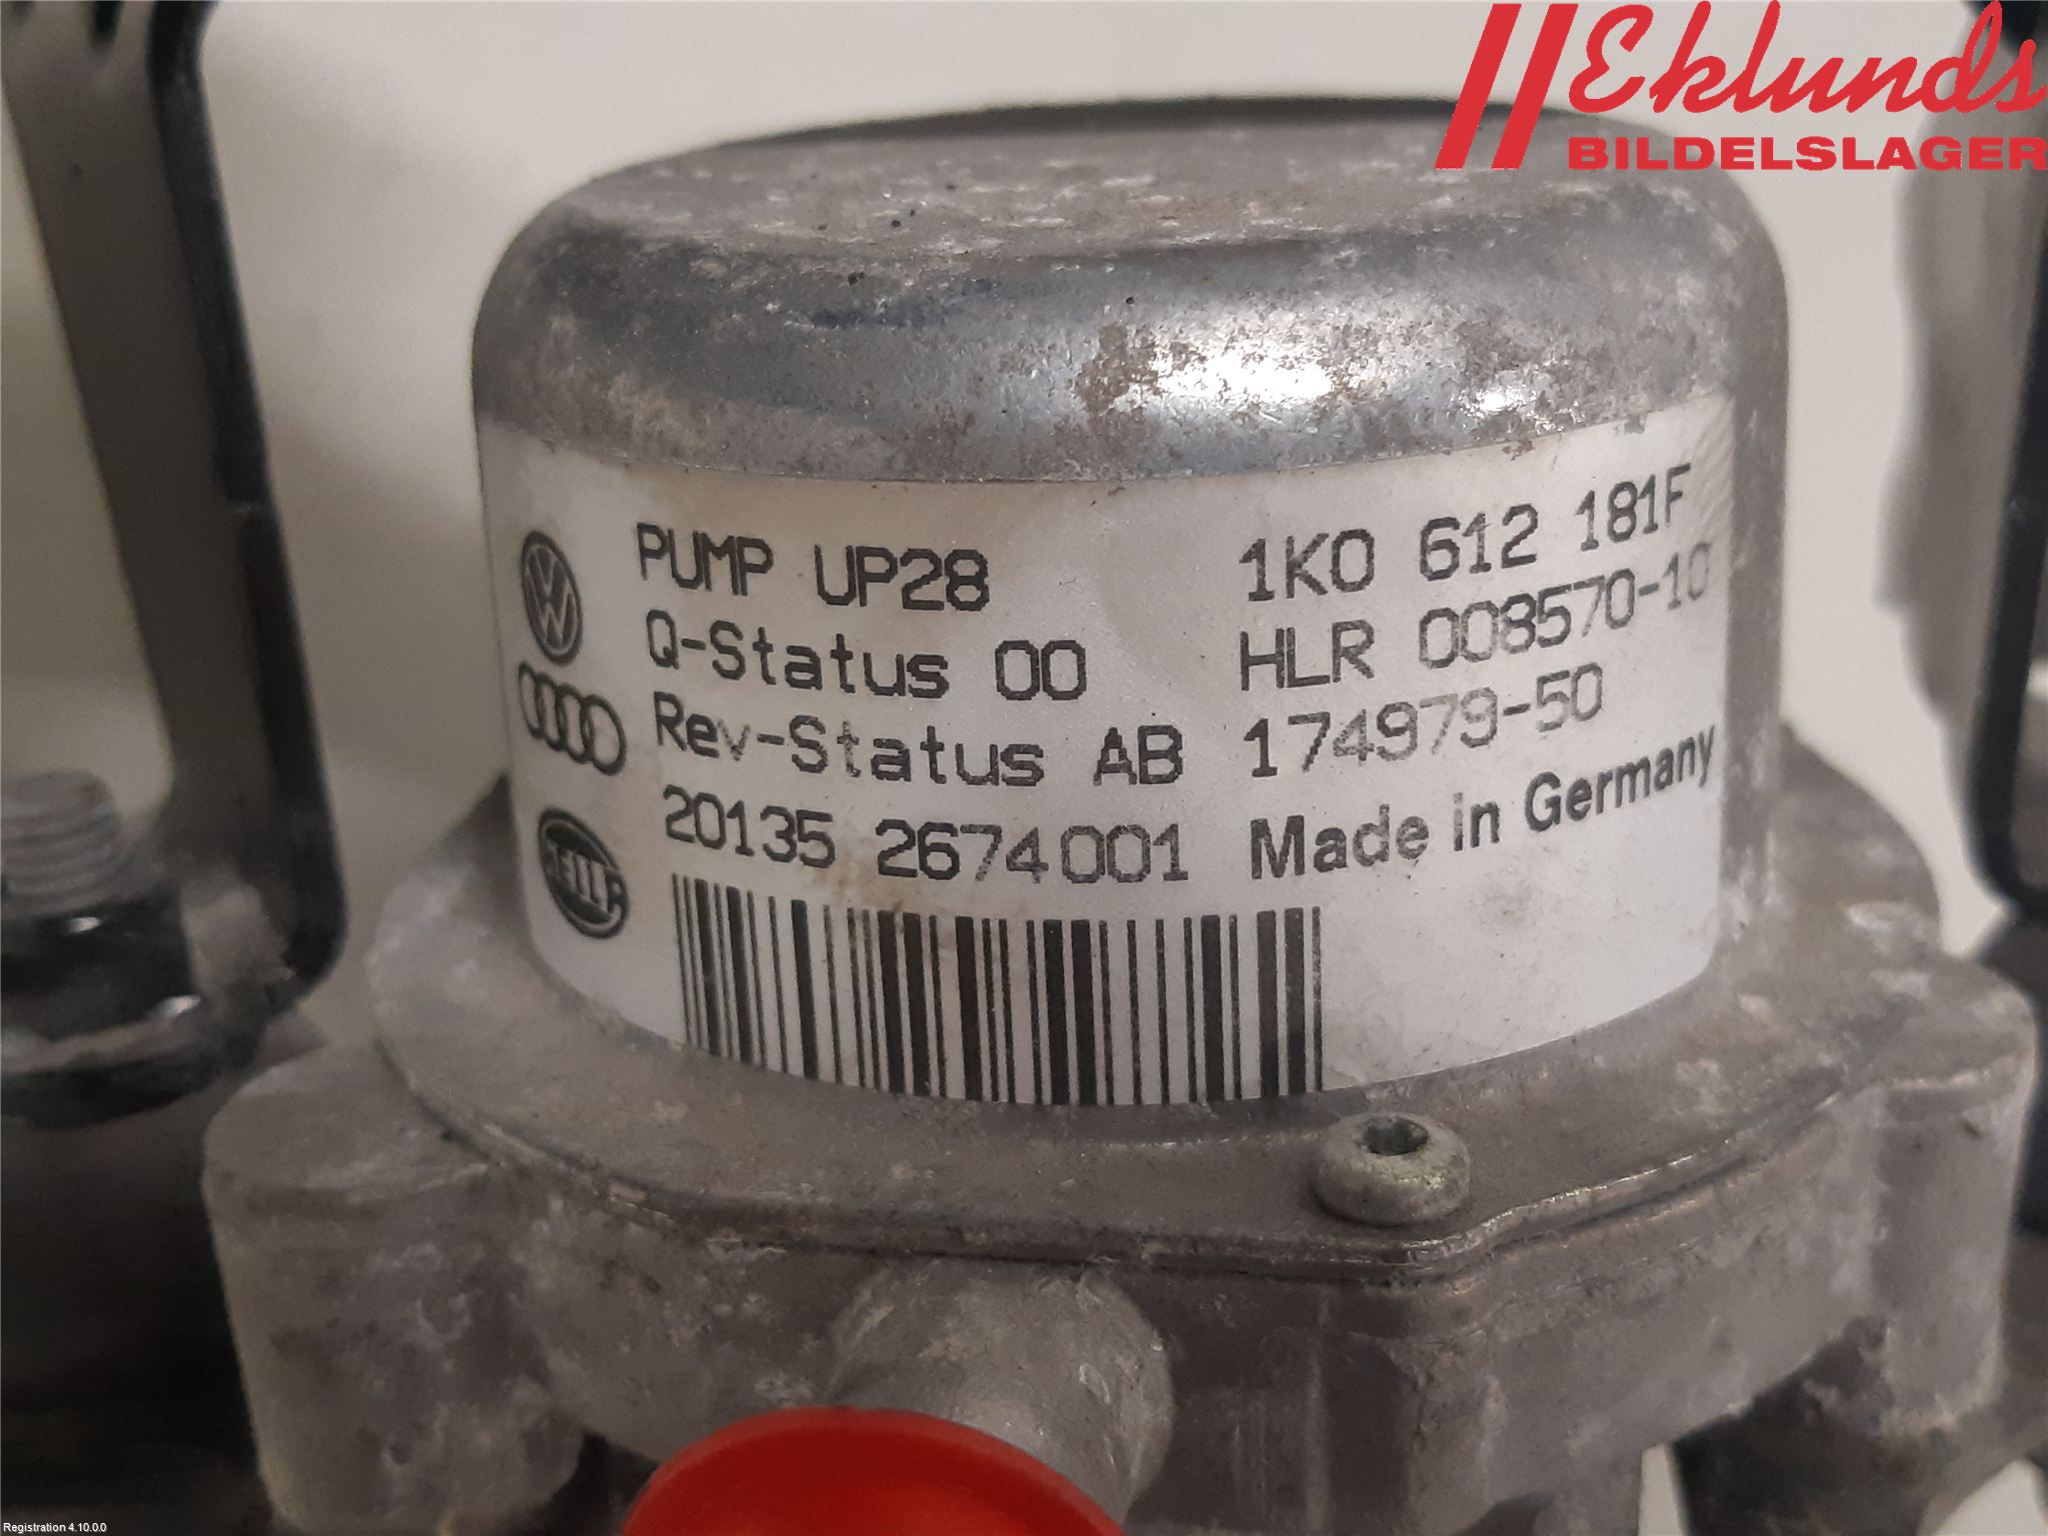 Eklunds
BILDELSLAGER
PUMP UP28
Q-Status 00
Rev-Status AB
20135 2674001
1K0 612 181F
HLR 008570-10
174979-50
Made in Germany
HELLA
Registration 4.10.0.0